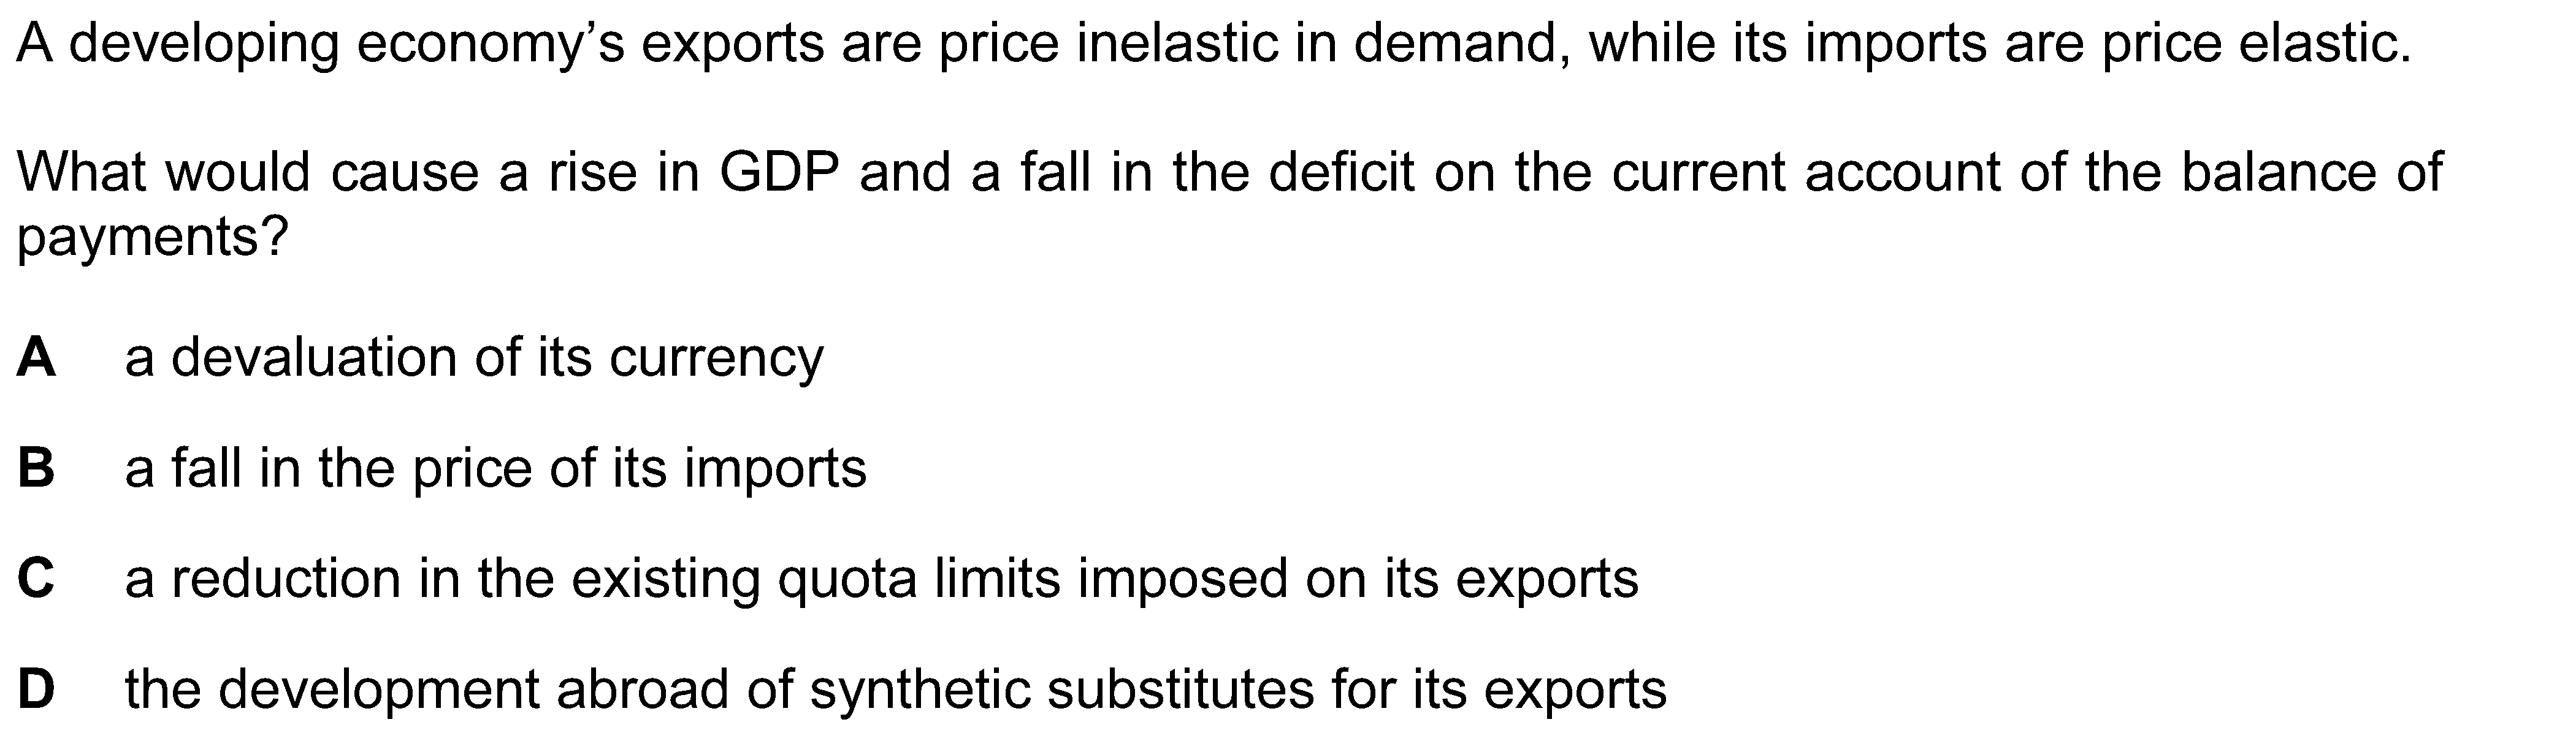 A developing economy’s exports are price inelastic in demand, while its imports are price elastic.
What would cause a rise in GDP and a fall in the deficit on the current account of the balance of
payments?
A a devaluation of its currency
B a fall in the price of its imports
C a reduction in the existing quota limits imposed on its exports
D the development abroad of synthetic substitutes for its exports